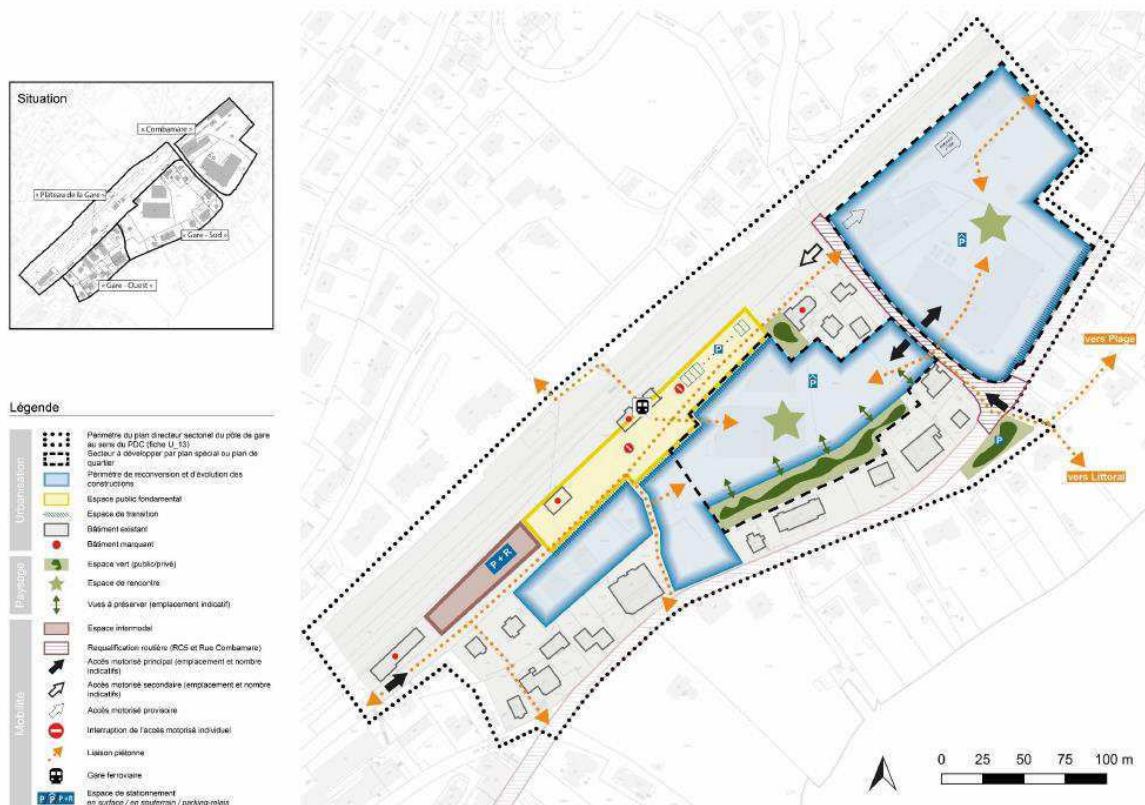 Situation
« Combamare »
« Plateau de la Gare »
« Gare - Sud »
« Gare - Ouest »
Légende
Urbanisation
Périmètre du plan directeur sectoriel du pôle de gare
au sens du PDC (fiche U_13)
Secteur à développer par plan spécial ou plan de
quartier
Périmètre de reconversion et d'évolution des
constructions
Espace public fondamental
Espace de transition
Bâtiment existant
Bâtiment marquant
Paysage
Espace vert (public/privé)
Espace de rencontre
Vues à préserver (emplacement indicatif)
Mobilité
Espace intermodal
Requalification routière (RC5 et Rue Combamare)
Accès motorisé principal (emplacement et nombre
indicatifs)
Accès motorisé secondaire (emplacement et nombre
indicatifs)
Accès motorisé provisoire
Interruption de l'accès motorisé individuel
Liaison piétonne
Gare ferroviaire
P P P+R
Espace de stationnement
en surface / en souterrain / parking-relais
P
P
P
P
P + R
vers Plage
vers Littoral
0 25 50 75 100 m